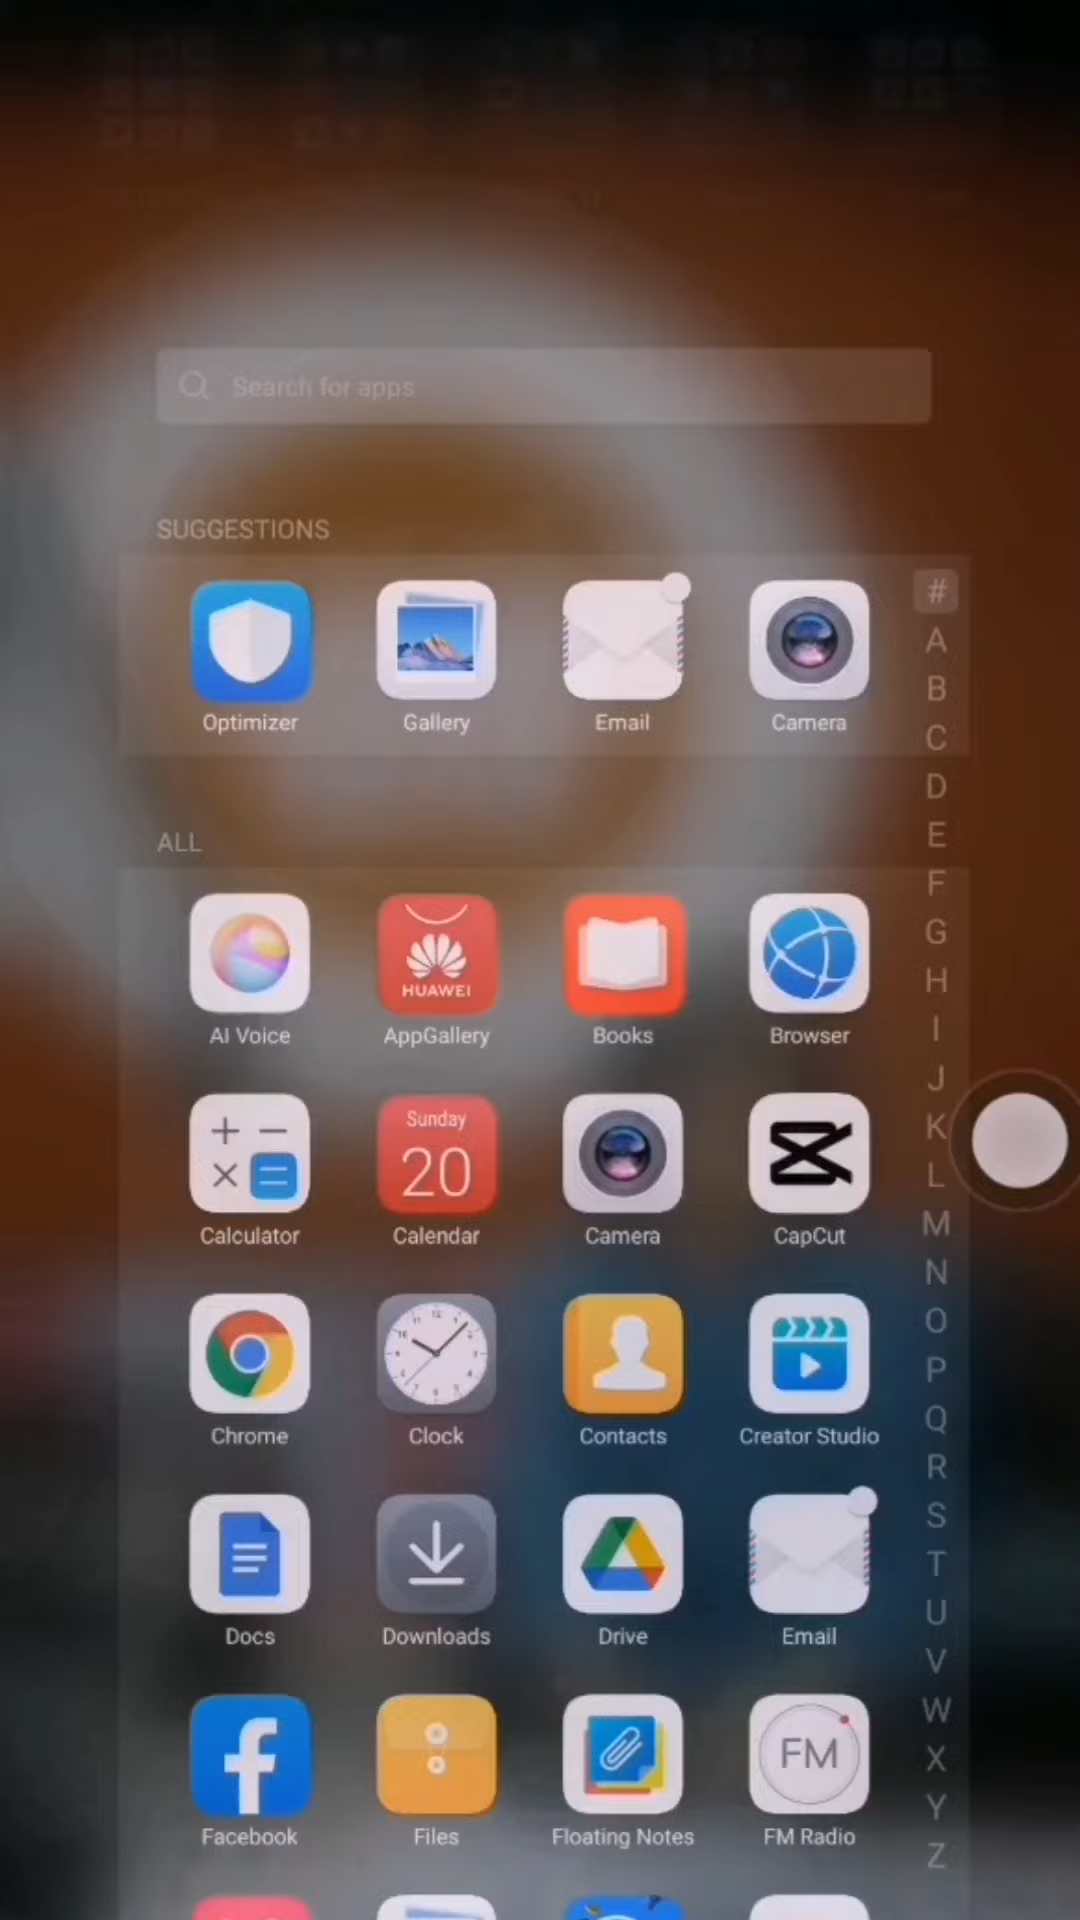 Search for apps
SUGGESTIONS
#
Optimizer Gallery Email Camera
A
B
C
D
ALL
E
F
G
HUAWEI
H
AI Voice AppGallery Books Browser
I
J
Sunday
K
20
L
Calculator Calendar Camera CapCut
M
N
O
P
Q
Chrome Clock Contacts Creator Studio
R
S
T
U
Docs Downloads Drive Email
V
W
FM
X
Y
Facebook Files Floating Notes FM Radio
Z